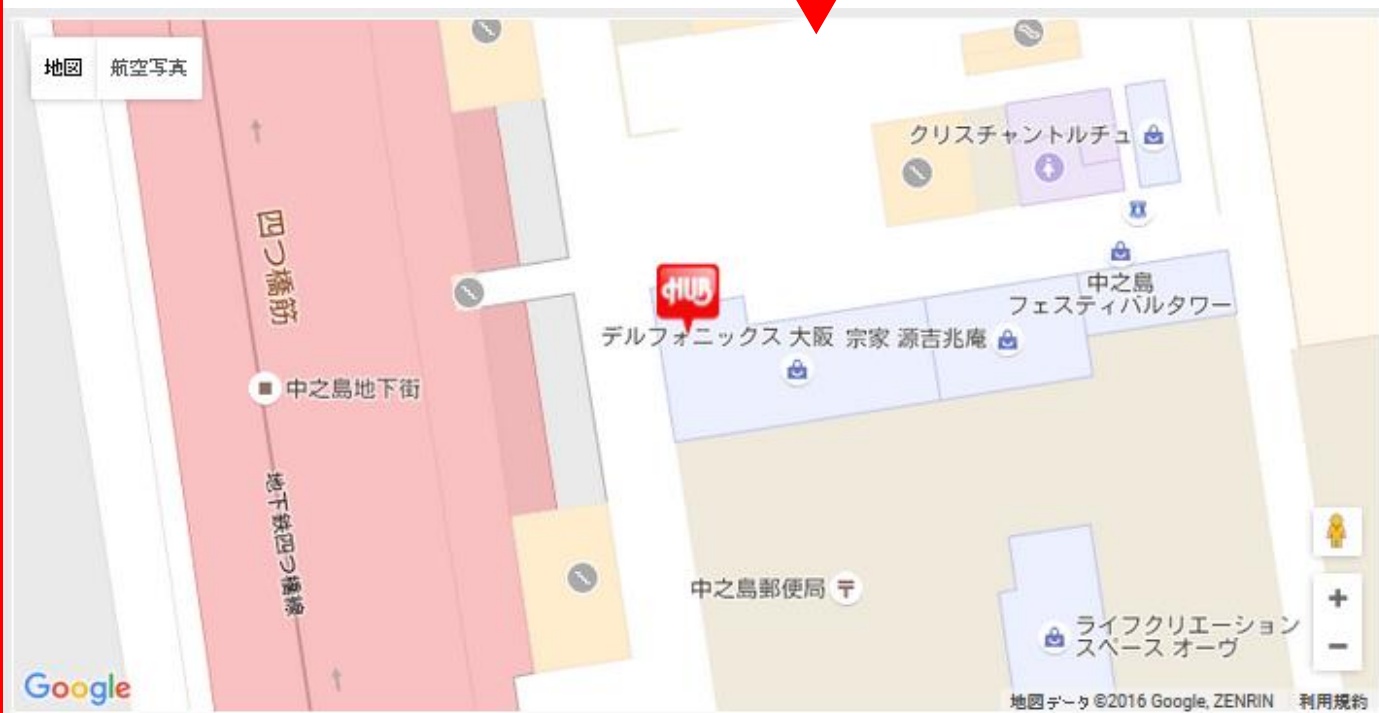 地図 航空写真
クリスチャントルチュ
四つ橋筋
HUB
中之島
フェスティバルタワー
デルフォニックス 大阪 宗家 源吉兆庵
中之島地下街
地下鉄四つ橋線
中之島郵便局 〒
ライフクリエーション
スペース オーヴ
+
−
Google
地図データ ©2016 Google, ZENRIN 利用規約